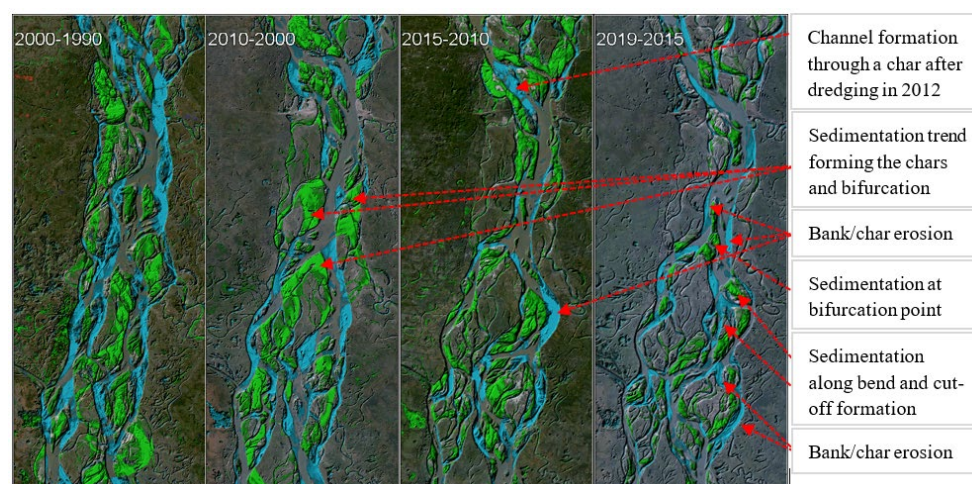 2000-1990
2010-2000
2015-2010
2019-2015
Channel formation
through a char after
dredging in 2012
Sedimentation trend
forming the chars
and bifurcation
Bank/char erosion
Sedimentation at
bifurcation point
Sedimentation
along bend and cut-
off formation
Bank/char erosion